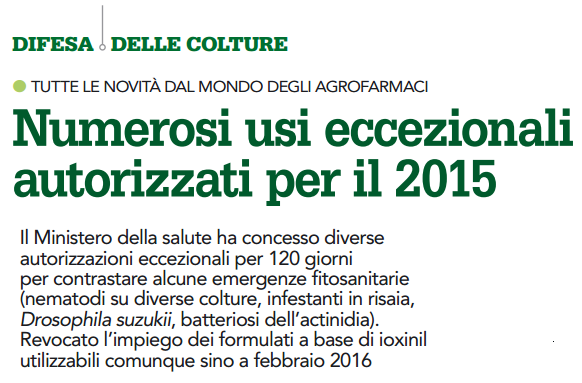 DIFESA DELLE COLTURE
TUTTE LE NOVITÀ DAL MONDO DEGLI AGROFARMACI
Numerosi usi eccezionali
autorizzati per il 2015
Il Ministero della salute ha concesso diverse
autorizzazioni eccezionali per 120 giorni
per contrastare alcune emergenze fitosanitarie
(nematodi su diverse colture, infestanti in risaia,
Drosophila suzukii, batteriosi dell'actinidia).
Revocato l'impiego dei formulati a base di ioxinil
utilizzabili comunque sino a febbraio 2016